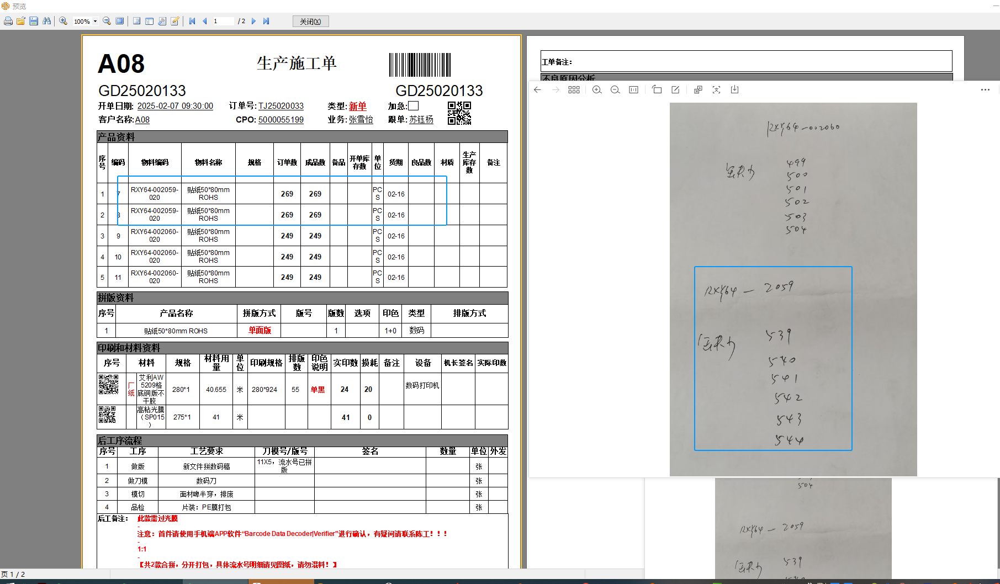 预览
100%
1
/ 2
关闭(X)
A08
生产施工单
GD25020133
GD25020133
开单日期: 2025-02-07 09:30:00 订单号: TJ25020033 类型: 新单 加急:
客户名称: A08 CPO: 5000055199 业务: 张雪怡 跟单: 苏钰杨
产品资料
序号 编码 物料编码 物料名称 规格 订单数 成品数 备品 开单库存数 单位 货期 良品数 材质 生产库存数 备注
1 7 RXY64-002059-020 贴纸50*80mm ROHS 269 269 PCS 02-16
2 8 RXY64-002059-020 贴纸50*80mm ROHS 269 269 PCS 02-16
3 9 RXY64-002060-020 贴纸50*80mm ROHS 249 249 PCS 02-16
4 10 RXY64-002060-020 贴纸50*80mm ROHS 249 249 PCS 02-16
5 11 RXY64-002060-020 贴纸50*80mm ROHS 249 249 PCS 02-16
拼版资料
序号 产品名称 拼版方式 版号 版数 选项 印色 类型 排版方式
1 贴纸50*80mm ROHS 单面版 1 1+0 数码
印刷和材料资料
序号 材料 规格 材料用量 单位 印刷规格 排版数 印色说明 实印数 损耗 备注 设备 机长签名 实际印数
厂纸 艾利AW5209格底铜版不干胶 280*1 40.655 米 280*924 55 单黑 24 20 数码打印机
高粘光膜（SP015） 275*1 41 米 41 0
后工序流程
序号 工序 工艺要求 刀模号/版号 签名 数量 单位 外发
1 做版 新文件拼数码稿 11X5，流水号已拼版 张
2 做刀模 数码刀 张
3 模切 面材啤半穿，排废 张
4 品检 片装：PE膜打包 张
后工备注： 此款需过光膜
-
注意：首件请使用手机端APP软件“Barcode Data Decoder|Verifier”进行确认，有疑问请联系陈工！！！
-
1:1
-
【共2款合拼，分开打包，具体流水号明细请见图纸，请勿混料！】
页 1 / 2
工单备注：
不良原因分析
RXY64-002060
499
500
501
502
503
504
RXY64-2059
539
540
541
542
543
544
504
RXY64-2059
539